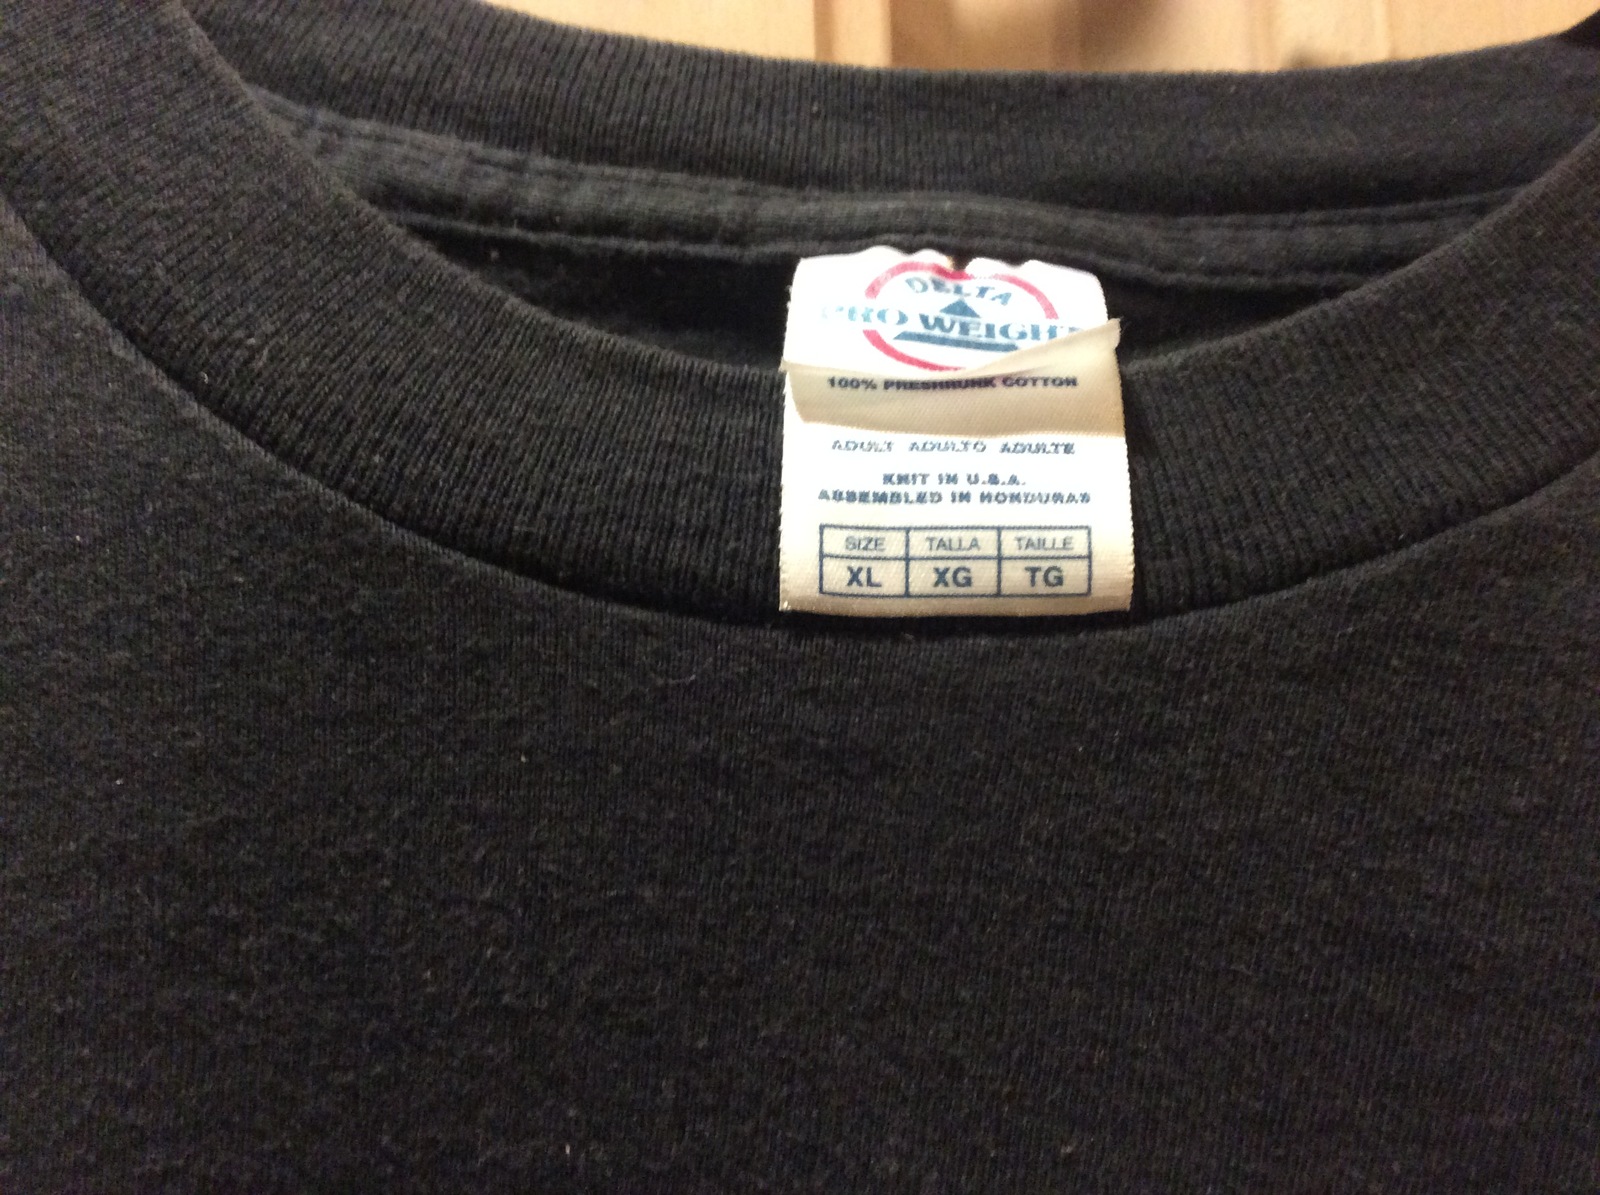 DELTA
PRO WEIGHT
100% PRESHRUNK COTTON
ADULT ADULTO ADULTE
KNIT IN U.S.A.
ASSEMBLED IN HONDURAS
SIZE TALLA TAILLE
XL XG TG